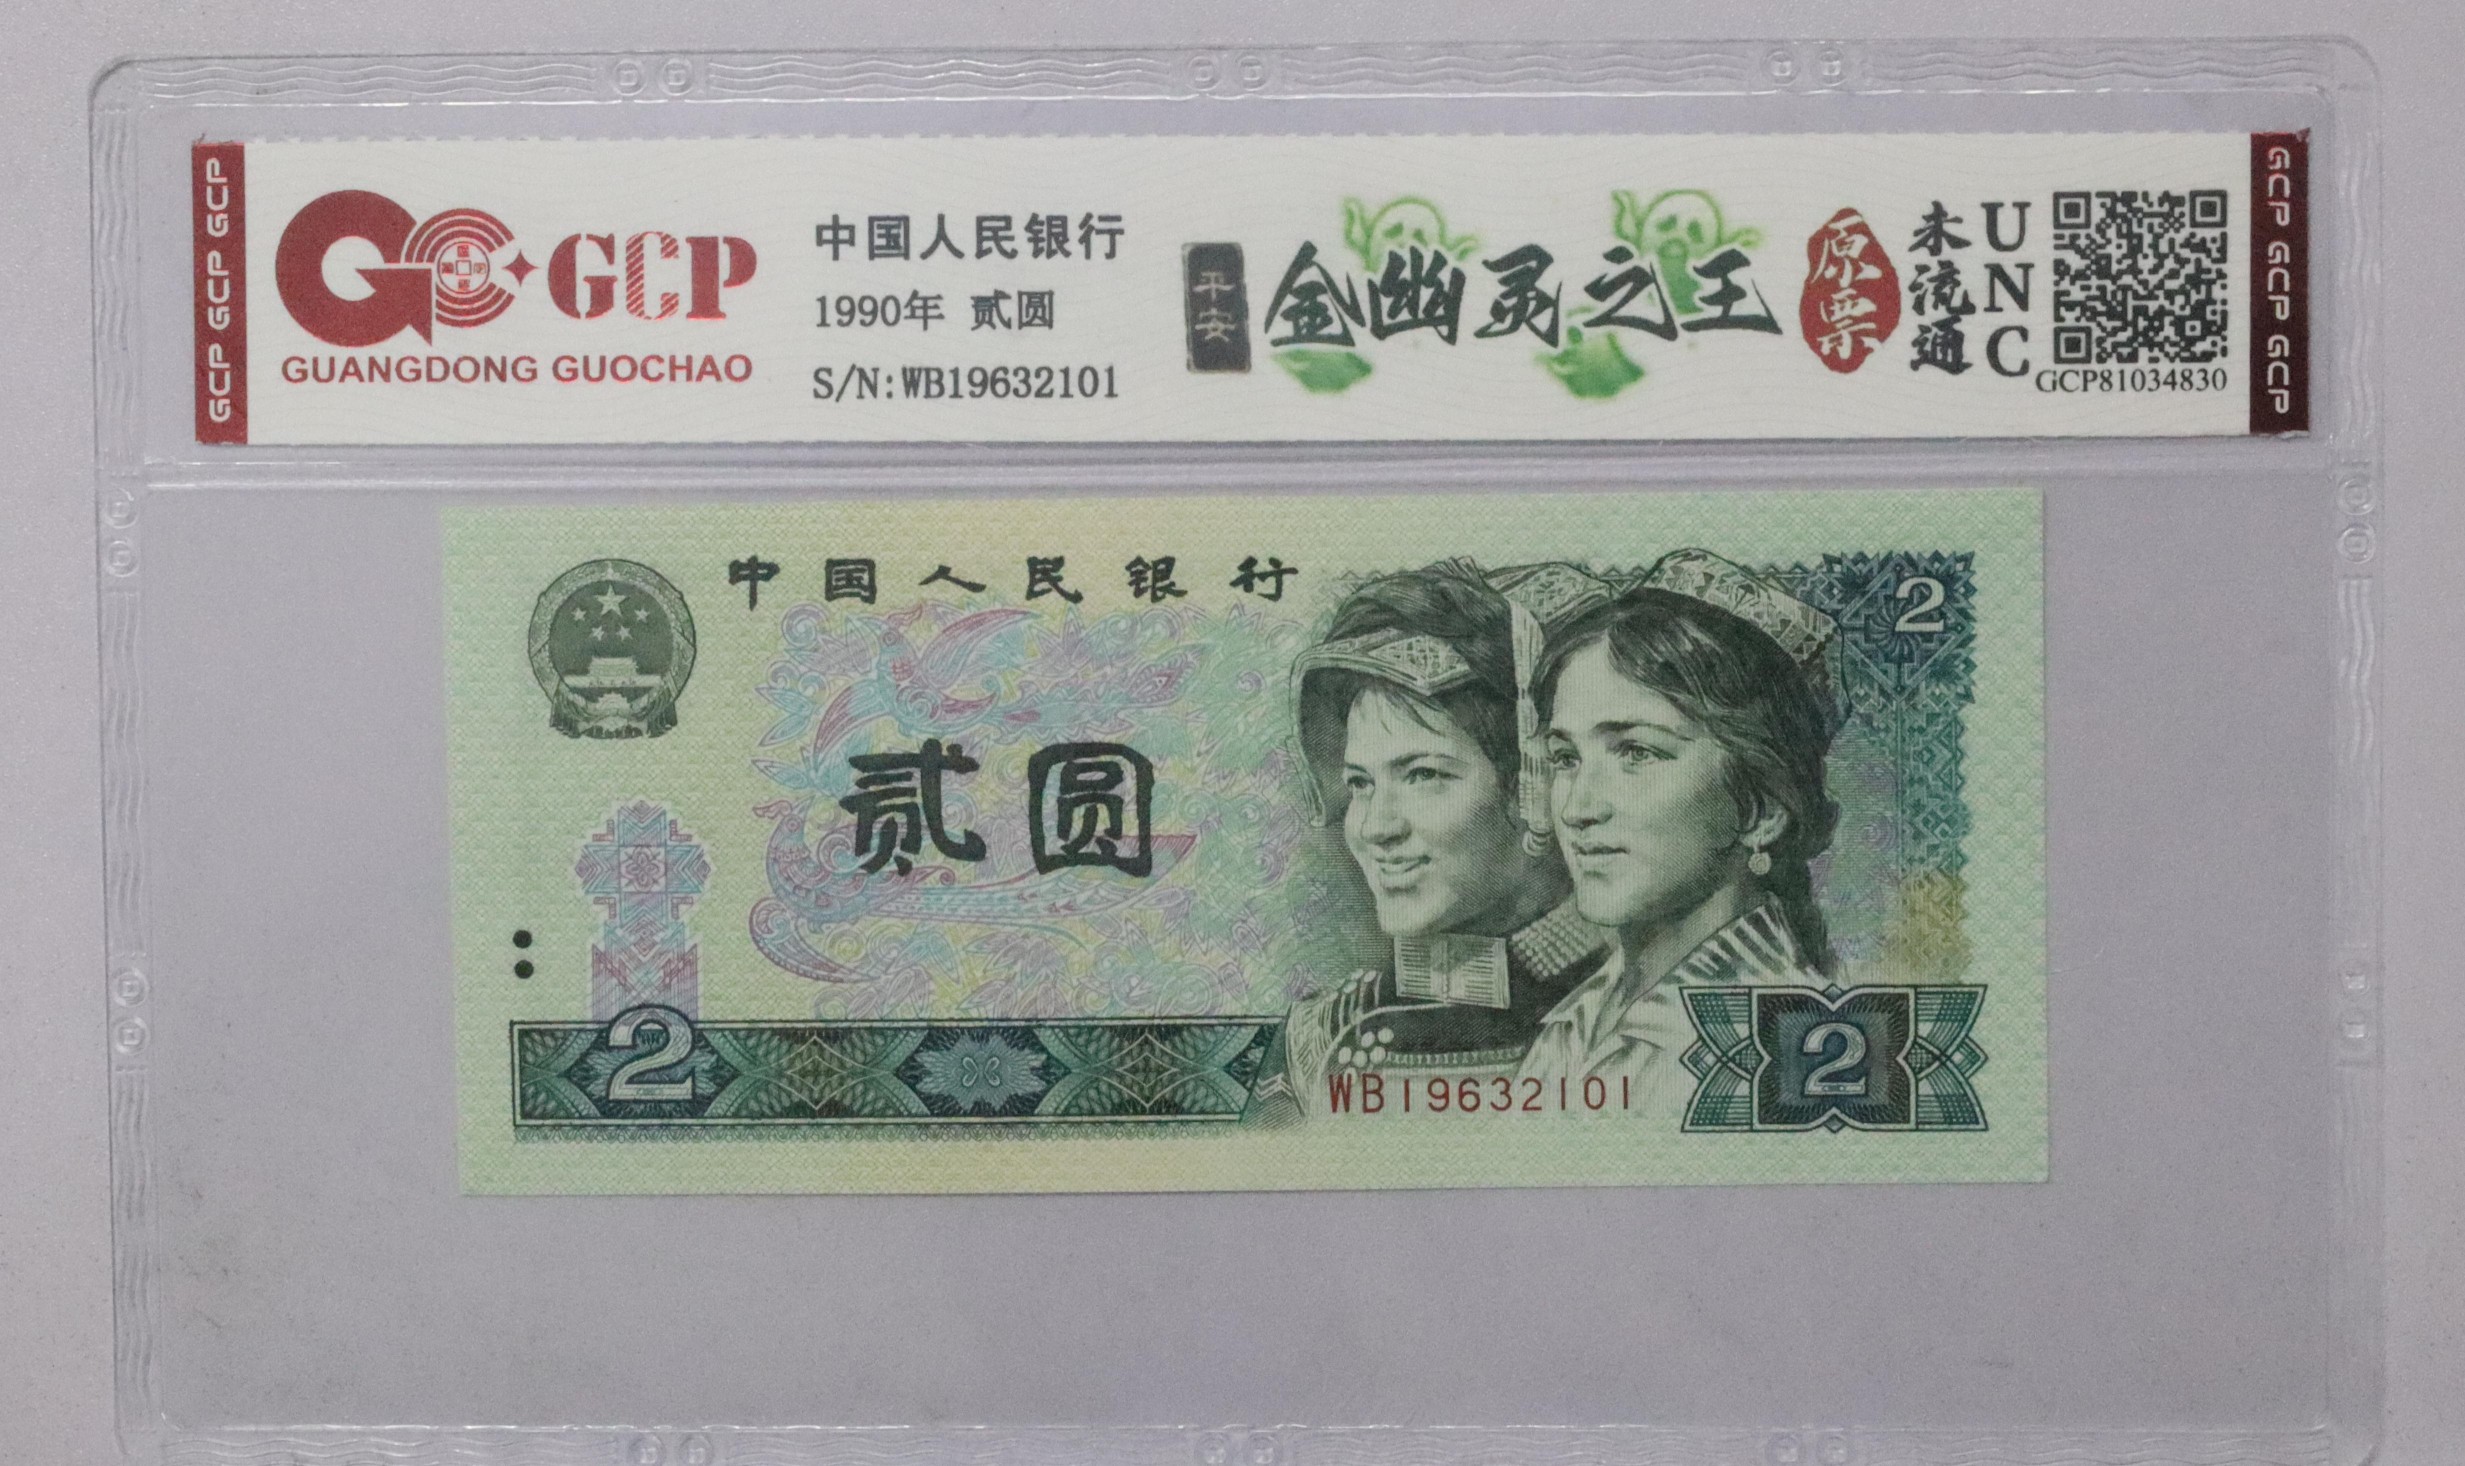 GCP GCP GCP
GCP
GUANGDONG GUOCHAO
中国人民银行
1990年 贰圆
S/N:WB19632101
平安
金幽灵之王
原票
未流通
UNC
GCP81034830
GCP GCP GCP
中国人民银行
2
贰圆
2
WB19632101
2